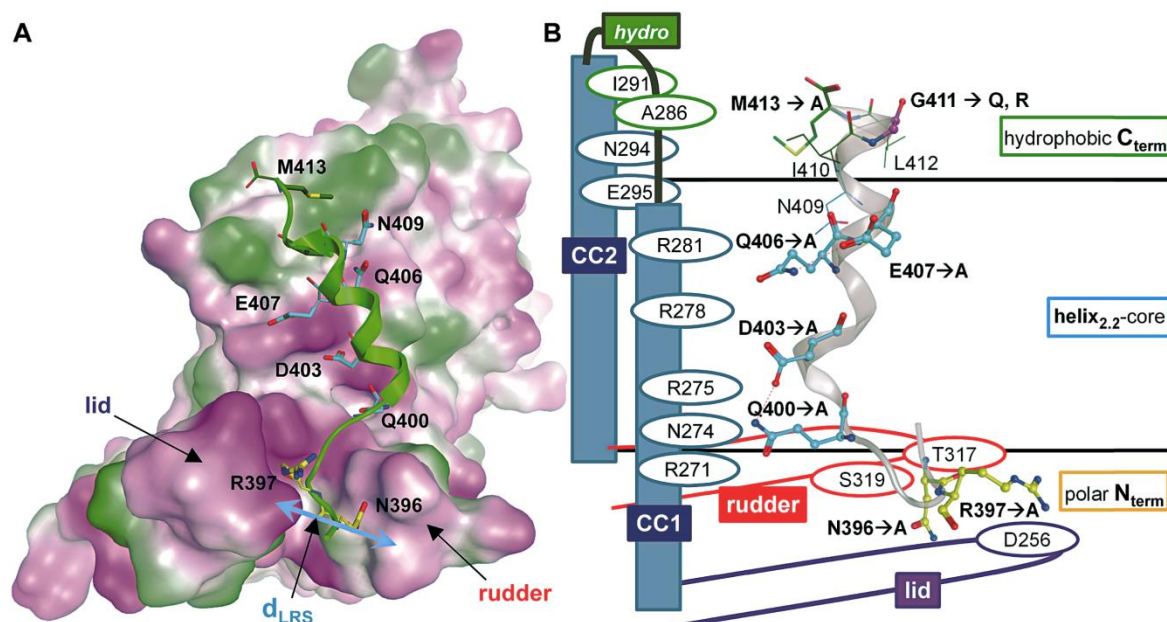 A
M413
N409
Q406
E407
D403
Q400
lid
R397
N396
rudder
dLRS
B
hydro
I291
A286
N294
E295
CC2
R281
R278
R275
N274
R271
CC1
M413 → A
G411 → Q, R
I410
L412
N409
Q406→A
E407→A
D403→A
Q400→A
T317
S319
rudder
R397→A
N396→A
D256
lid
hydrophobic Cterm
helix2.2-core
polar Nterm